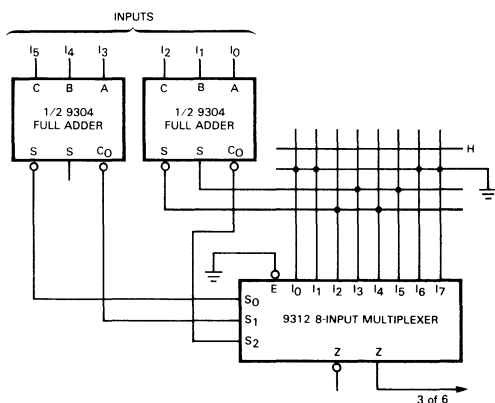 INPUTS
I5 I4 I3 I2 I1 I0
C B A C B A
1/2 9304 1/2 9304
FULL ADDER FULL ADDER
S S CO S S CO
H
E I0 I1 I2 I3 I4 I5 I6 I7
S0
S1 9312 8-INPUT MULTIPLEXER
S2
Z Z
3 of 6